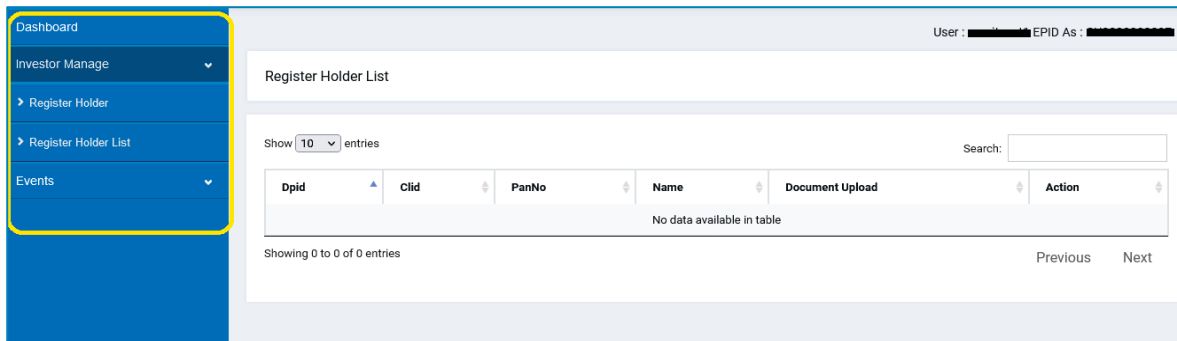 Dashboard
User : EPID As :
Investor Manage
Register Holder List
Register Holder
Show 10 entries
Register Holder List
Search:
Events
Dpid Clid PanNo Name Document Upload Action
No data available in table
Showing 0 to 0 of 0 entries
Previous Next